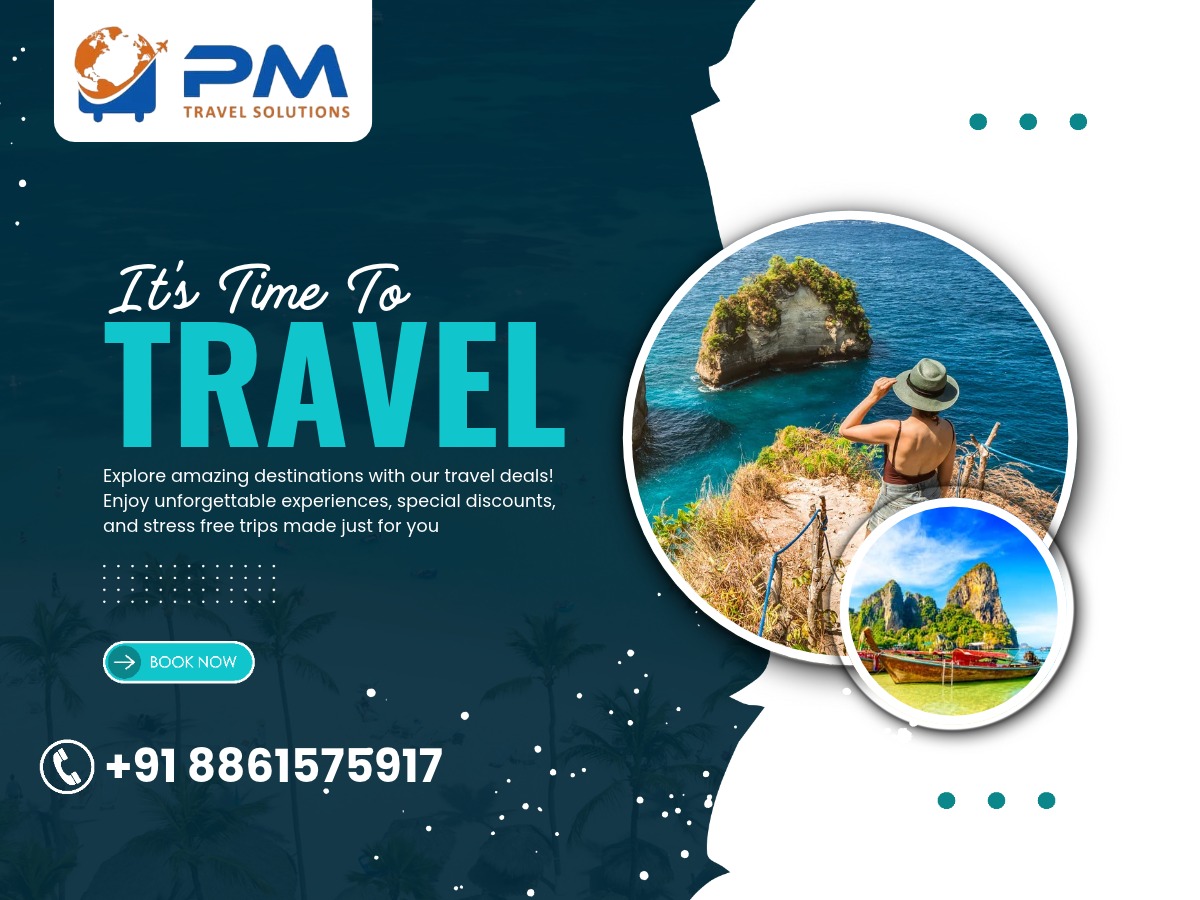 PM
TRAVEL SOLUTIONS
It's Time To
TRAVEL
Explore amazing destinations with our travel deals!
Enjoy unforgettable experiences, special discounts,
and stress free trips made just for you
BOOK NOW
+91 8861575917